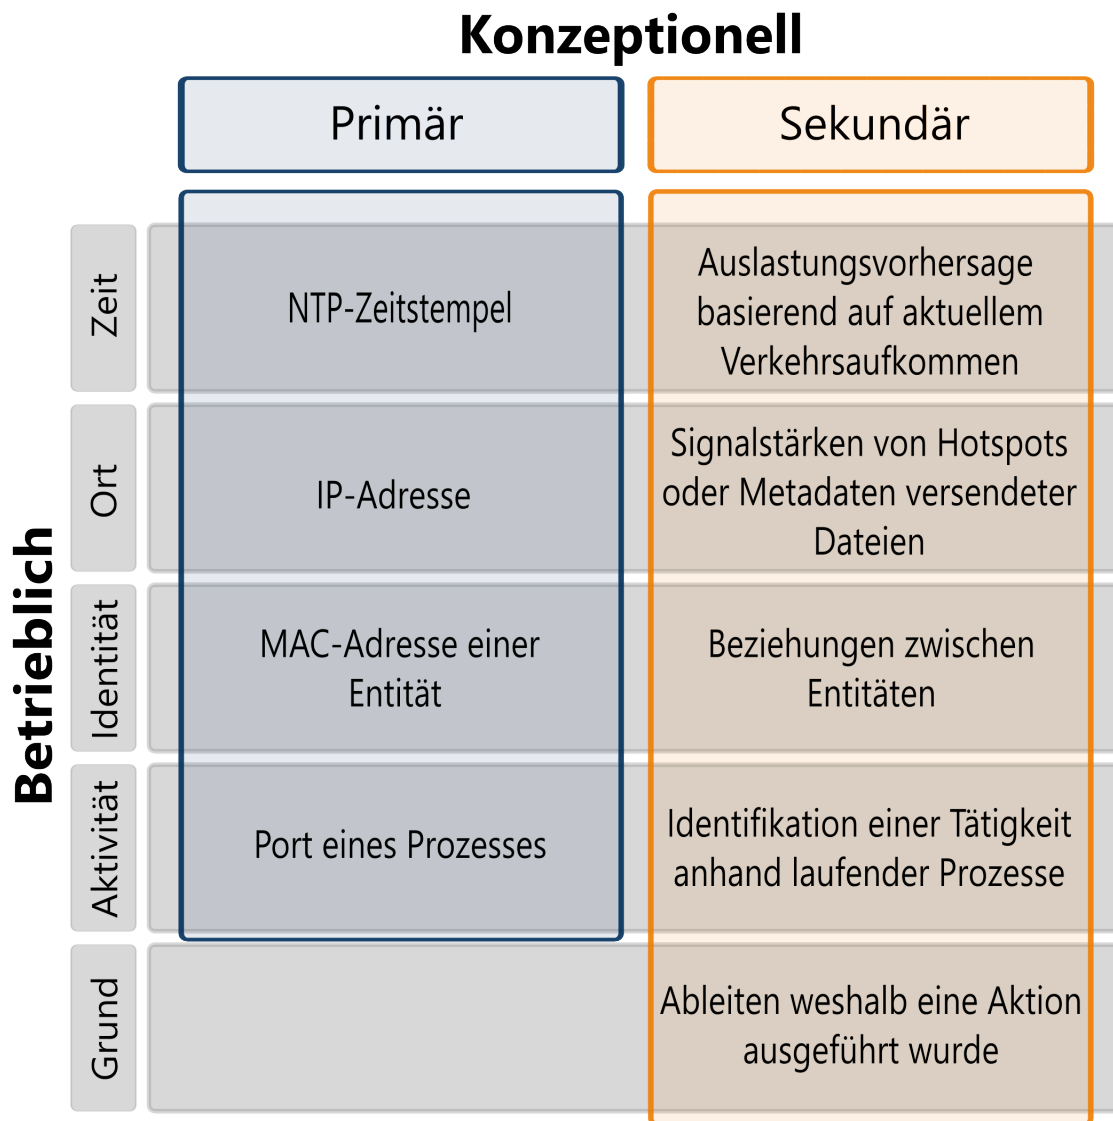 Konzeptionell
Primär
Sekundär
Betrieblich
Zeit
NTP-Zeitstempel
Auslastungsvorhersage
basierend auf aktuellem
Verkehrsaufkommen
Ort
IP-Adresse
Signalstärken von Hotspots
oder Metadaten versendeter
Dateien
Identität
MAC-Adresse einer
Entität
Beziehungen zwischen
Entitäten
Aktivität
Port eines Prozesses
Identifikation einer Tätigkeit
anhand laufender Prozesse
Grund
Ableiten weshalb eine Aktion
ausgeführt wurde